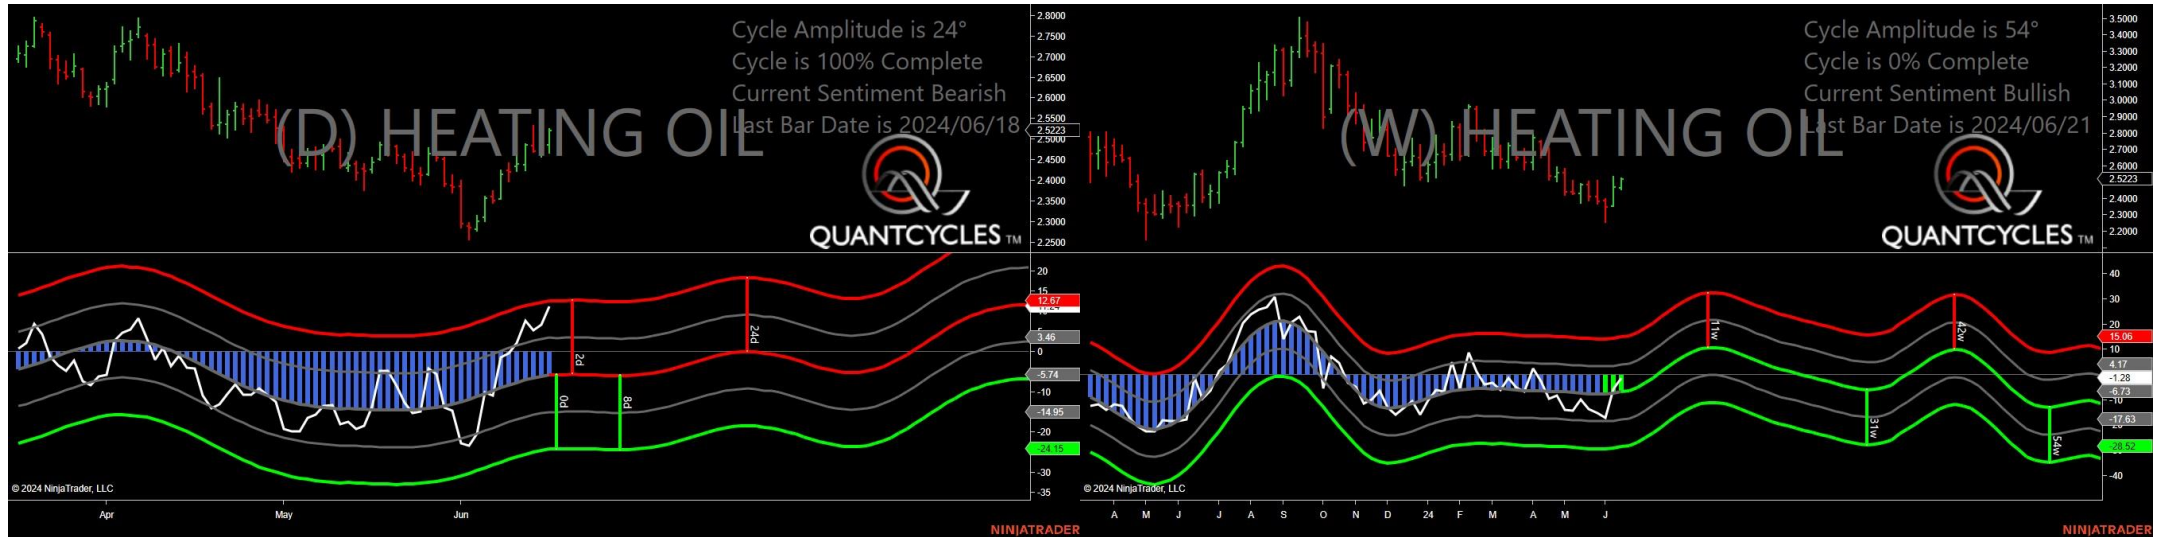 Cycle Amplitude is 24°
Cycle is 100% Complete
Current Sentiment Bearish
Last Bar Date is 2024/06/18
(D) HEATING OIL
QUANTCYCLES TM
2.8000
2.7500
2.7000
2.6500
2.6000
2.5500
2.5223
2.5000
2.4500
2.4000
2.3500
2.3000
2.2500
20
15
12.67
11.24
5
3.46
0
-5.74
-10
-14.95
-20
-24.15
-30
-35
2d
24d
0d
8d
© 2024 NinjaTrader, LLC
Apr
May
Jun
NINJATRADER
Cycle Amplitude is 54°
Cycle is 0% Complete
Current Sentiment Bullish
Last Bar Date is 2024/06/21
(W) HEATING OIL
QUANTCYCLES TM
3.5000
3.4000
3.3000
3.2000
3.1000
3.0000
2.9000
2.8000
2.7000
2.6000
2.5223
2.4000
2.3000
2.2000
40
30
20
15.06
10
4.17
-1.28
-6.73
-10
-17.63
-28.52
-40
11w
42w
31w
54w
© 2024 NinjaTrader, LLC
A M J J A S O N D 24 F M A M J
NINJATRADER